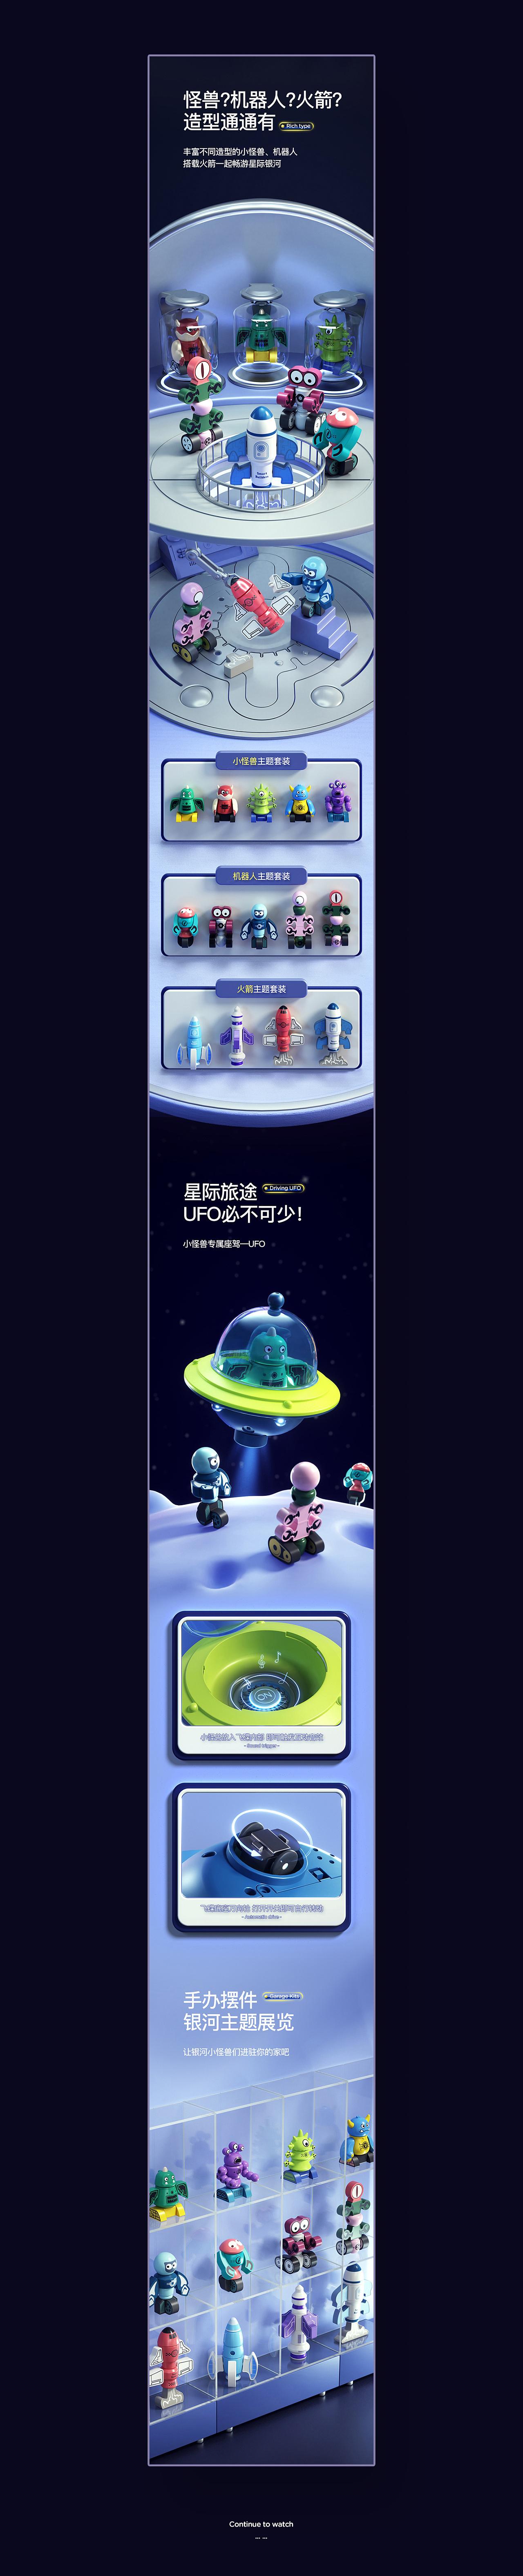 怪兽?机器人?火箭?
造型通通有 Rich type
丰富不同造型的小怪兽、机器人
搭载火箭一起畅游星际银河
小怪兽主题套装
机器人主题套装
火箭主题套装
星际旅途 Driving UFO
UFO必不可少!
小怪兽专属座驾—UFO
ON
- Sound trigger -
- Automatic drive -
手办摆件 Garage Kits
银河主题展览
让银河小怪兽们进驻你的家吧
Continue to watch
... ...